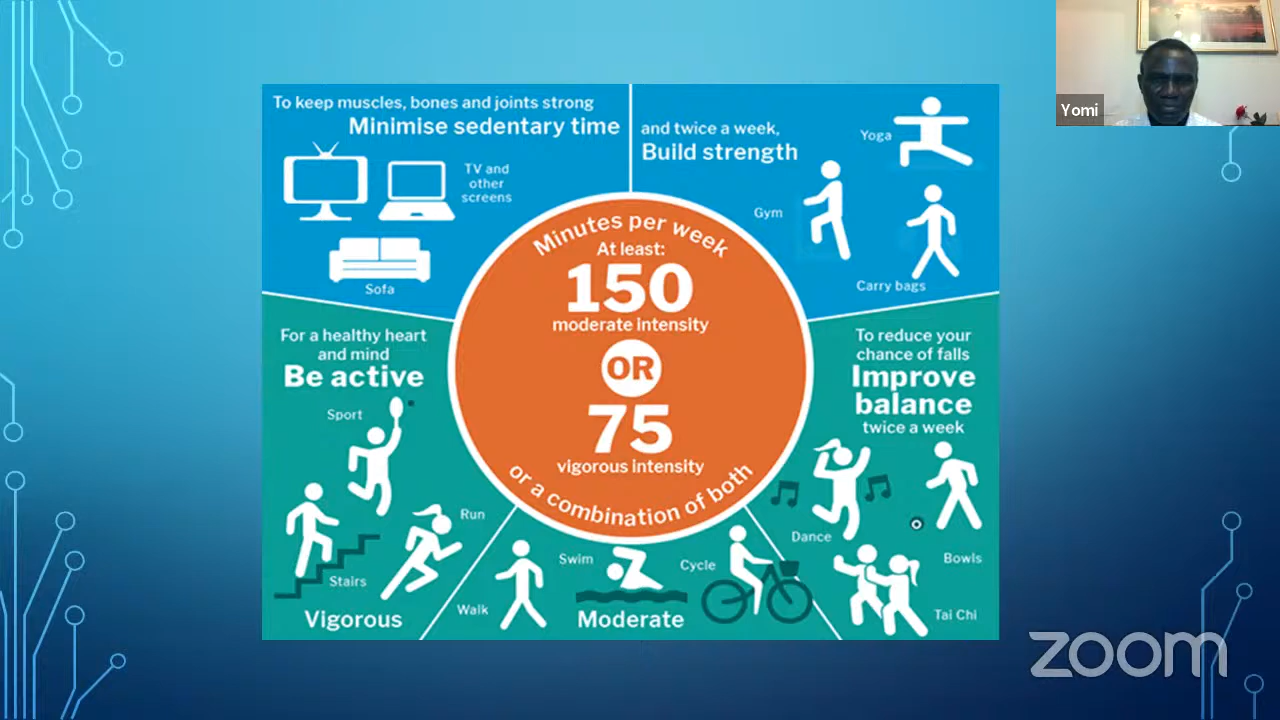 To keep muscles, bones and joints strong
Minimise sedentary time
TV and
other
screens
Sofa
and twice a week,
Build strength
Yoga
Gym
Carry bags
Minutes per week
At least:
150
moderate intensity
OR
75
vigorous intensity
or a combination of both
For a healthy heart
and mind
Be active
Sport
Run
Stairs
Vigorous
Walk
Swim
Cycle
Moderate
To reduce your
chance of falls
Improve
balance
twice a week
Dance
Bowls
Tai Chi
Yomi
zoom